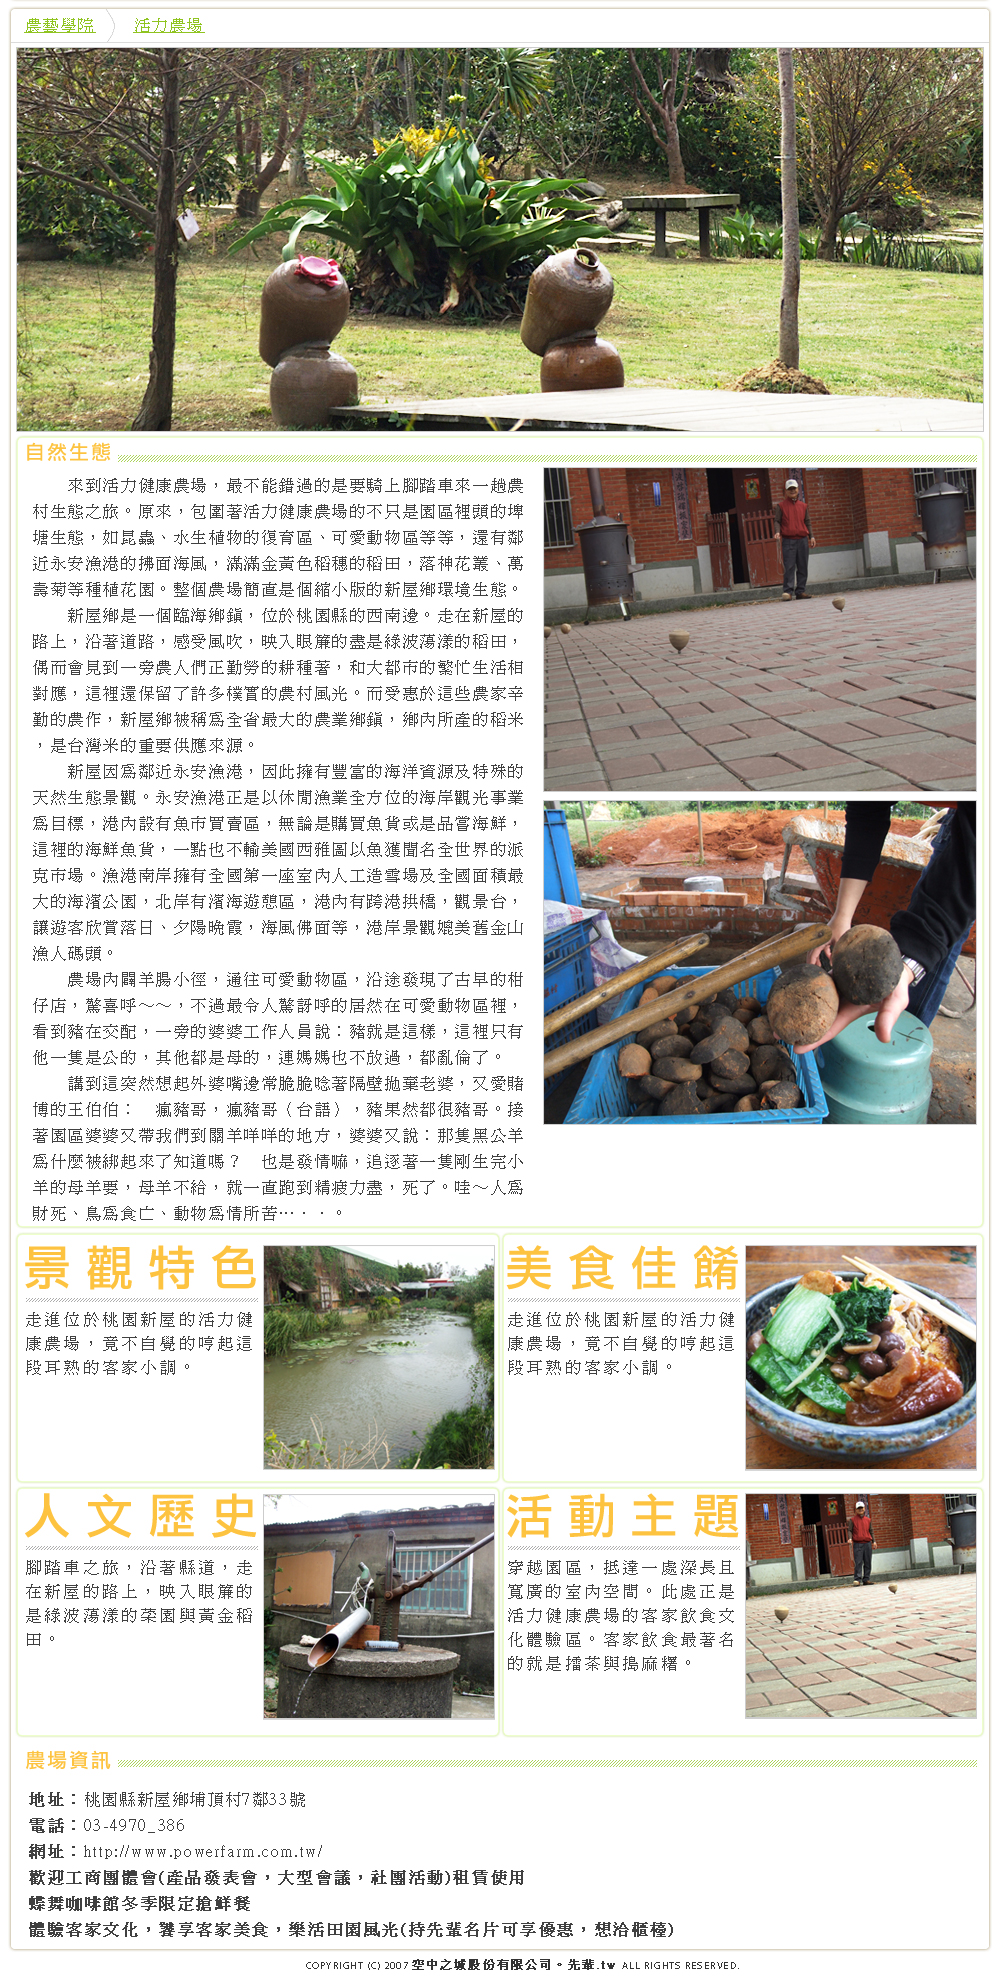 農藝學院
活力農場
自然生態
來到活力健康農場，最不能錯過的是要騎上腳踏車來一趟農
村生態之旅。原來，包圍著活力健康農場的不只是園區裡頭的埤
塘生態，如昆蟲、水生植物的復育區、可愛動物區等等，還有鄰
近永安漁港的拂面海風，滿滿金黃色稻穗的稻田，落神花叢、萬
壽菊等種植花園。整個農場簡直是個縮小版的新屋鄉環境生態。
新屋鄉是一個臨海鄉鎮，位於桃園縣的西南邊。走在新屋的
路上，沿著道路，感受風吹，映入眼簾的盡是綠波蕩漾的稻田，
偶而會見到一旁農人們正勤勞的耕種著，和大都市的繁忙生活相
對應，這裡還保留了許多樸實的農村風光。而受惠於這些農家辛
勤的農作，新屋鄉被稱為全省最大的農業鄉鎮，鄉內所產的稻米
，是台灣米的重要供應來源。
新屋因為鄰近永安漁港，因此擁有豐富的海洋資源及特殊的
天然生態景觀。永安漁港正是以休閒漁業全方位的海岸觀光事業
為目標，港內設有魚市買賣區，無論是購買魚貨或是品嘗海鮮，
這裡的海鮮魚貨，一點也不輸美國西雅圖以魚獲聞名全世界的派
克市場。漁港南岸擁有全國第一座室內人工造雪場及全國面積最
大的海濱公園，北岸有濱海遊憩區，港內有跨港拱橋，觀景台，
讓遊客欣賞落日、夕陽晚霞，海風佛面等，港岸景觀媲美舊金山
漁人碼頭。
農場內闢羊腸小徑，通往可愛動物區，沿途發現了古早的柑
仔店，驚喜呼～～，不過最令人驚訝呼的居然在可愛動物區裡，
看到豬在交配，一旁的婆婆工作人員說：豬就是這樣，這裡只有
他一隻是公的，其他都是母的，連媽媽也不放過，都亂倫了。
講到這突然想起外婆嘴邊常脆脆唸著隔壁拋棄老婆，又愛賭
博的王伯伯：　瘋豬哥，瘋豬哥（台語），豬果然都很豬哥。接
著園區婆婆又帶我們到關羊咩咩的地方，婆婆又說：那隻黑公羊
為什麼被綁起來了知道嗎？　也是發情嘛，追逐著一隻剛生完小
羊的母羊要，母羊不給，就一直跑到精疲力盡，死了。哇～人為
財死、鳥為食亡、動物為情所苦…．．。
景觀特色
走進位於桃園新屋的活力健
康農場，竟不自覺的哼起這
段耳熟的客家小調。
美食佳餚
走進位於桃園新屋的活力健
康農場，竟不自覺的哼起這
段耳熟的客家小調。
人文歷史
腳踏車之旅，沿著縣道，走
在新屋的路上，映入眼簾的
是綠波蕩漾的菜園與黃金稻
田。
活動主題
穿越園區，抵達一處深長且
寬廣的室內空間。此處正是
活力健康農場的客家飲食文
化體驗區。客家飲食最著名
的就是擂茶與搗麻糬。
農場資訊
地址：桃園縣新屋鄉埔頂村7鄰33號
電話：03-4970_386
網址：http://www.powerfarm.com.tw/
歡迎工商團體會(產品發表會，大型會議，社團活動)租賃使用
蝶舞咖啡館冬季限定搶鮮餐
體驗客家文化，饗享客家美食，樂活田園風光(持先輩名片可享優惠，想洽櫃檯)
COPYRIGHT (C) 2007 空中之城股份有限公司。先輩.tw ALL RIGHTS RESERVED.